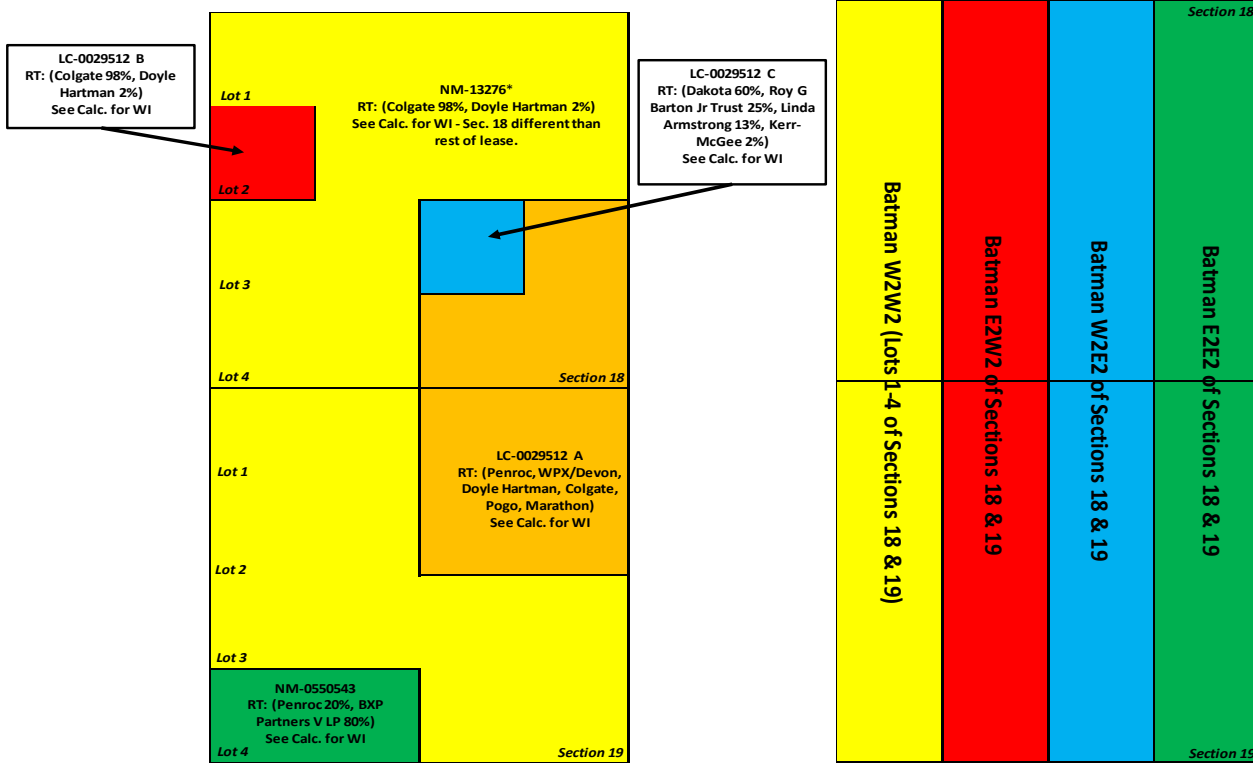 LC-0029512 B
RT: (Colgate 98%, Doyle
Hartman 2%)
See Calc. for WI
Lot 1
NM-13276*
RT: (Colgate 98%, Doyle Hartman 2%)
See Calc. for WI - Sec. 18 different than
rest of lease.
LC-0029512 C
RT: (Dakota 60%, Roy G
Barton Jr Trust 25%, Linda
Armstrong 13%, Kerr-
McGee 2%)
See Calc. for WI
Lot 2
Lot 3
Lot 4
Section 18
Lot 1
LC-0029512 A
RT: (Penroc, WPX/Devon,
Doyle Hartman, Colgate,
Pogo, Marathon)
See Calc. for WI
Lot 2
Lot 3
NM-0550543
RT: (Penroc 20%, BXP
Partners V LP 80%)
See Calc. for WI
Lot 4
Section 19
Section 18
Batman W2W2 (Lots 1-4 of Sections 18 & 19)
Batman E2W2 of Sections 18 & 19
Batman W2E2 of Sections 18 & 19
Batman E2E2 of Sections 18 & 19
Section 19